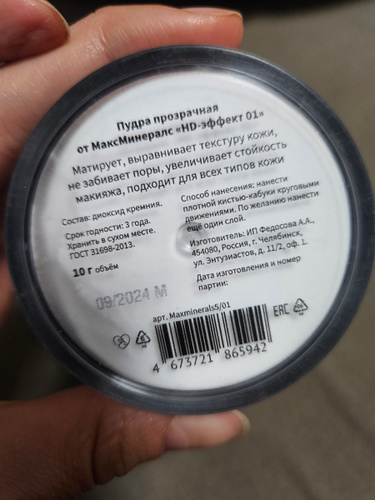 Пудра прозрачная
от МаксМинералс «HD-эффект 01»
Матирует, выравнивает текстуру кожи,
не забивает поры, увеличивает стойкость
макияжа, подходит для всех типов кожи
Состав: диоксид кремния.
Срок годности: 3 года.
Хранить в сухом месте.
ГОСТ 31698-2013.
10 г объём
Способ нанесения: нанести
плотной кистью-кабуки круговыми
движениями. По желанию нанести
ещё один слой.
Изготовитель: ИП Федосова А.А.,
454080, Россия, г. Челябинск,
ул. Энтузиастов, д. 11/2, оф. 1.
Дата изготовления и номер
партии:
09/2024 М
арт. Maxminerals5/01
EAC
4 673721 865942